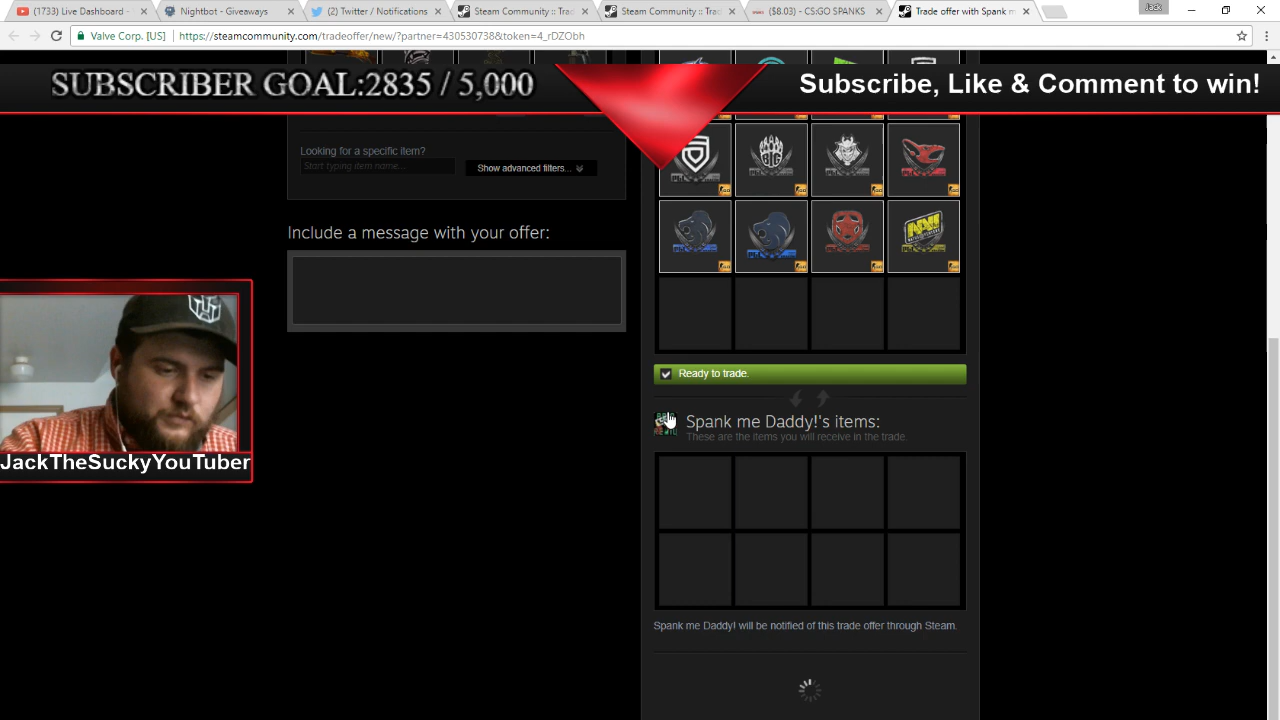 (1733) Live Dashboard -
Nightbot - Giveaways
(2) Twitter / Notifications
Steam Community :: Trad
Steam Community :: Trad
($8.03) - CS:GO SPANKS
Trade offer with Spank m
Jack
Valve Corp. [US]
https://steamcommunity.com/tradeoffer/new/?partner=430530738&token=4_rDZObh
SUBSCRIBER GOAL:2835 / 5,000
Subscribe, Like & Comment to win!
Looking for a specific item?
Start typing item name...
Show advanced filters...
BIG
Include a message with your offer:
NAVI
Ready to trade.
Spank me Daddy!'s items:
These are the items you will receive in the trade.
JackTheSuckyYouTuber
Spank me Daddy! will be notified of this trade offer through Steam.